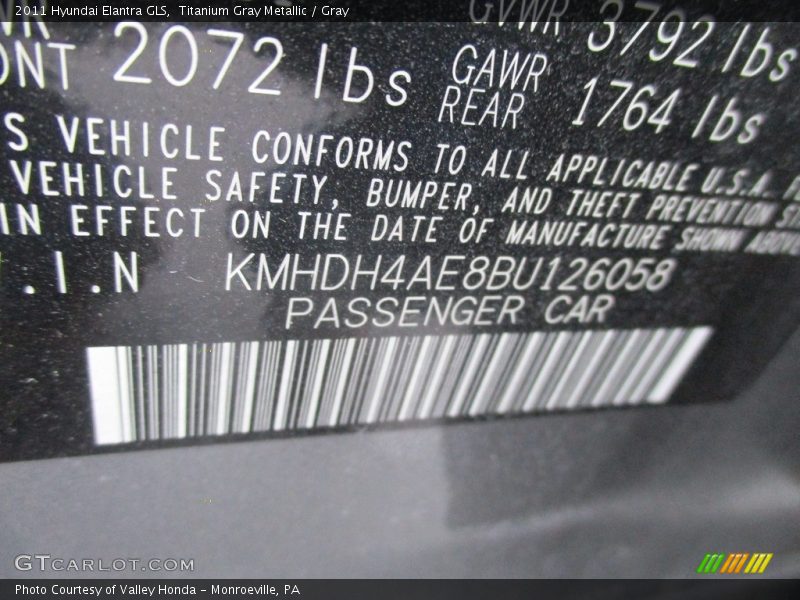 2011 Hyundai Elantra GLS, Titanium Gray Metallic / Gray
GVWR 3792 lbs
2072 lbs GAWR REAR 1764 lbs
S VEHICLE CONFORMS TO ALL APPLICABLE U.S.A.
VEHICLE SAFETY, BUMPER, AND THEFT PREVENTION
IN EFFECT ON THE DATE OF MANUFACTURE SHOWN ABOVE
.I.N KMHDH4AE8BU126058
PASSENGER CAR
GTCARLOT.COM
Photo Courtesy of Valley Honda - Monroeville, PA